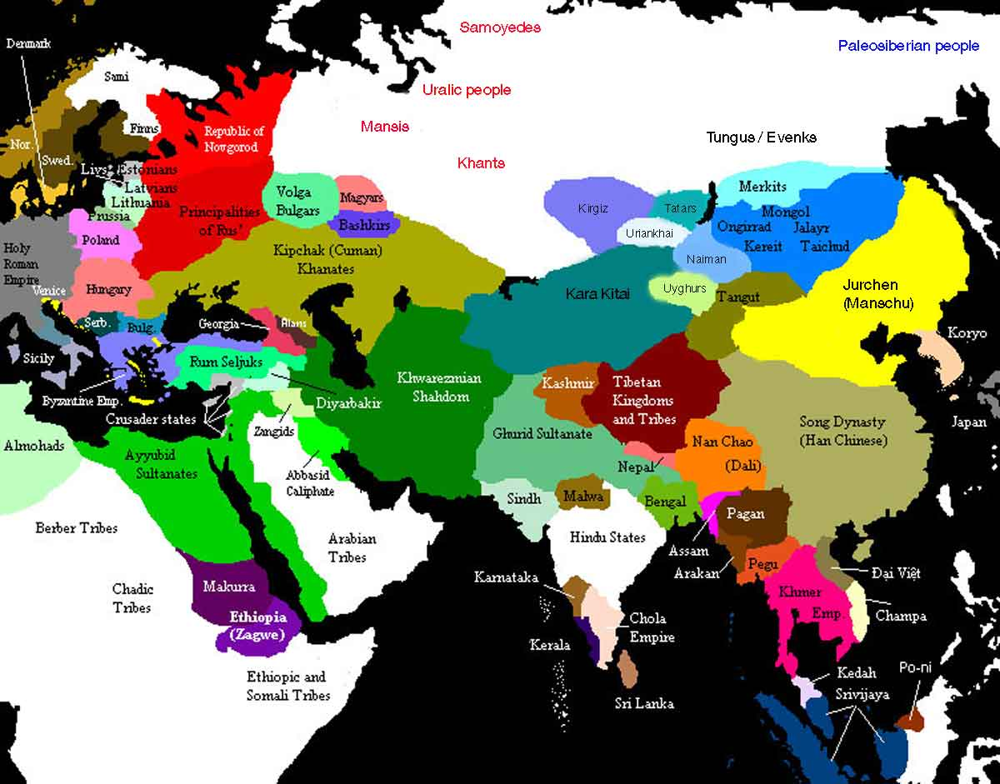 Samoyedes
Paleosiberian people
Denmark
Sami
Uralic people
Mansis
Khants
Tungus / Evenks
Finns
Republic of
Novgorod
Nor.
Swed.
Livs
Estonians
Latvians
Lithuania
Prussia
Volga
Bulgars
Magyars
Bashkirs
Principalities
of Rus'
Kirgiz
Tatars
Merkits
Mongol
Ongirrad
Jalayr
Kereit
Taichud
Uriankhai
Naiman
Poland
Holy
Roman
Empire
Kipchak (Cuman)
Khanates
Venice
Hungary
Kara Kitai
Uyghurs
Tangut
Jurchen
(Manschu)
Serb.
Bulg.
Georgia
Alans
Koryo
Sicily
Rum Seljuks
Byzantine Emp.
Khwarezmian
Shahdom
Kashmir
Tibetan
Kingdoms
and Tribes
Diyarbakir
Crusader states
Zngids
Japan
Almohads
Ayyubid
Sultanates
Abbasid
Caliphate
Ghurid Sultanate
Nan Chao
(Dali)
Song Dynasty
(Han Chinese)
Nepal
Sindh
Malwa
Bengal
Berber Tribes
Arabian
Tribes
Hindu States
Pagan
Assam
Arakan
Pegu
Đại Việt
Chadic
Tribes
Makurra
Ethiopia
(Zagwe)
Karnataka
Khmer
Emp.
Champa
Kerala
Chola
Empire
Ethiopic and
Somali Tribes
Sri Lanka
Kedah
Po-ni
Srivijaya